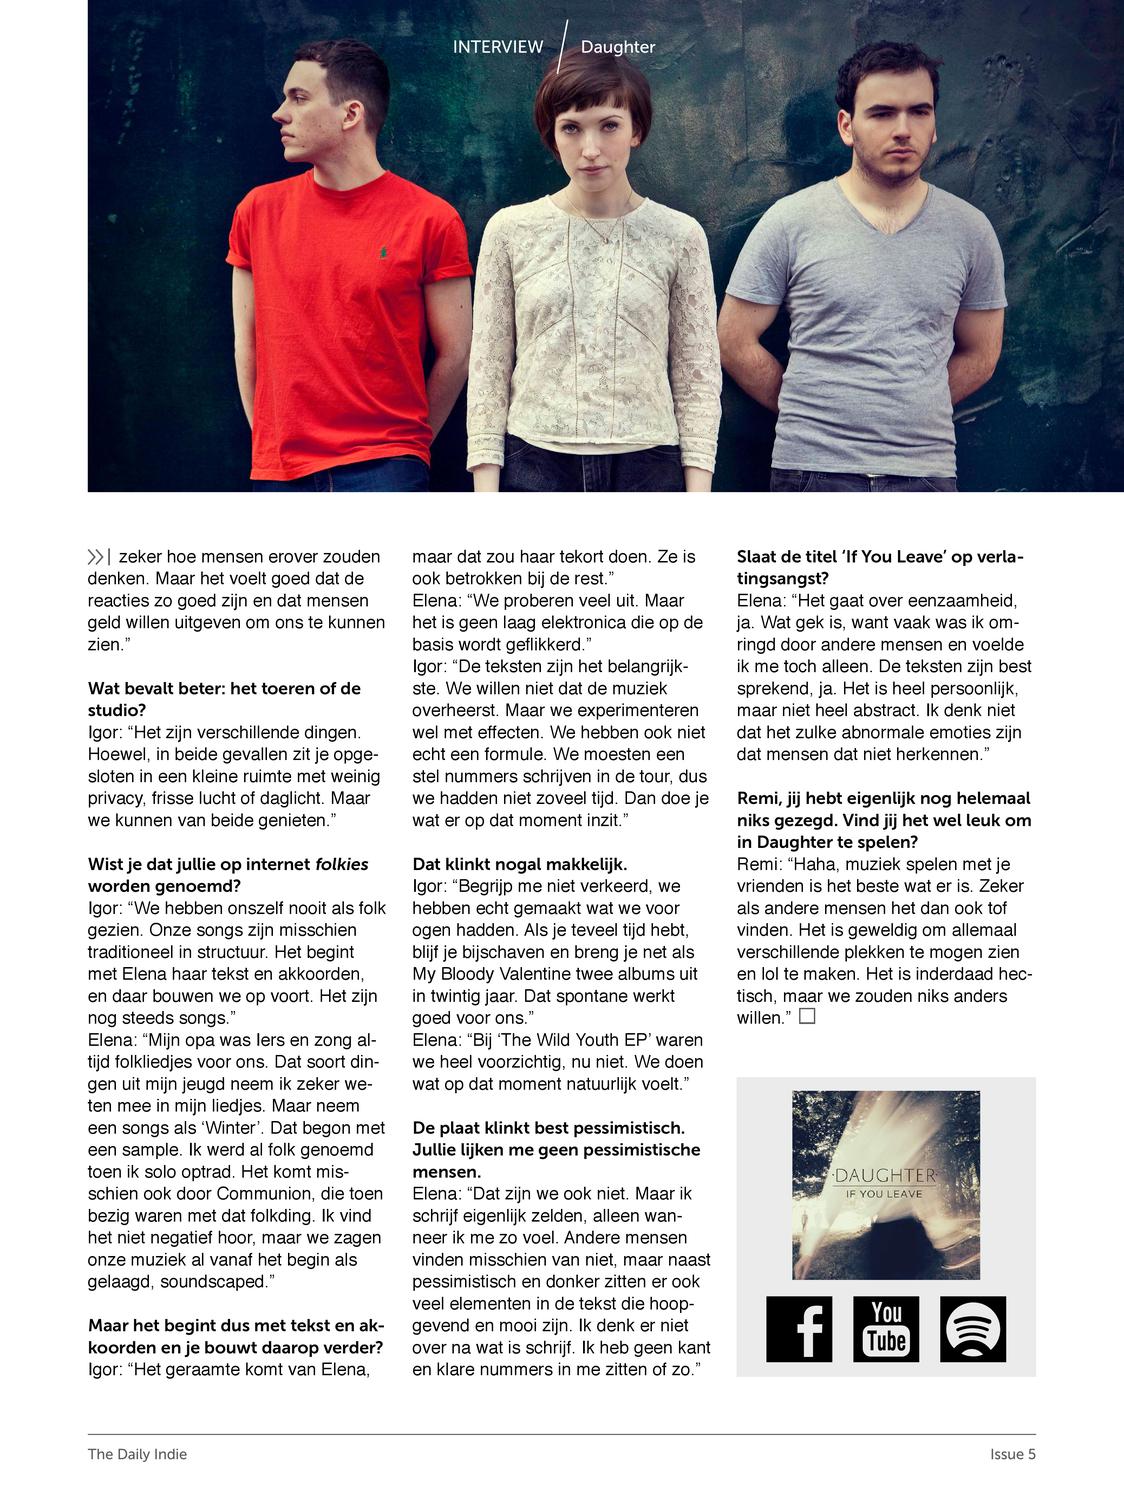 INTERVIEW / Daughter
zeker hoe mensen erover zouden
denken. Maar het voelt goed dat de
reacties zo goed zijn en dat mensen
geld willen uitgeven om ons te kunnen
zien.”
Wat bevalt beter: het toeren of de
studio?
Igor: “Het zijn verschillende dingen.
Hoewel, in beide gevallen zit je opge-
sloten in een kleine ruimte met weinig
privacy, frisse lucht of daglicht. Maar
we kunnen van beide genieten.”
Wist je dat jullie op internet folkies
worden genoemd?
Igor: “We hebben onszelf nooit als folk
gezien. Onze songs zijn misschien
traditioneel in structuur. Het begint
met Elena haar tekst en akkoorden,
en daar bouwen we op voort. Het zijn
nog steeds songs.”
Elena: “Mijn opa was Iers en zong al-
tijd folkliedjes voor ons. Dat soort din-
gen uit mijn jeugd neem ik zeker we-
ten mee in mijn liedjes. Maar neem
een songs als ‘Winter’. Dat begon met
een sample. Ik werd al folk genoemd
toen ik solo optrad. Het komt mis-
schien ook door Communion, die toen
bezig waren met dat folkding. Ik vind
het niet negatief hoor, maar we zagen
onze muziek al vanaf het begin als
gelaagd, soundscaped.”
Maar het begint dus met tekst en ak-
koorden en je bouwt daarop verder?
Igor: “Het geraamte komt van Elena,
maar dat zou haar tekort doen. Ze is
ook betrokken bij de rest.”
Elena: “We proberen veel uit. Maar
het is geen laag elektronica die op de
basis wordt geflikkerd.”
Igor: “De teksten zijn het belangrijk-
ste. We willen niet dat de muziek
overheerst. Maar we experimenteren
wel met effecten. We hebben ook niet
echt een formule. We moesten een
stel nummers schrijven in de tour, dus
we hadden niet zoveel tijd. Dan doe je
wat er op dat moment inzit.”
Dat klinkt nogal makkelijk.
Igor: “Begrijp me niet verkeerd, we
hebben echt gemaakt wat we voor
ogen hadden. Als je teveel tijd hebt,
blijf je bijschaven en breng je net als
My Bloody Valentine twee albums uit
in twintig jaar. Dat spontane werkt
goed voor ons.”
Elena: “Bij ‘The Wild Youth EP’ waren
we heel voorzichtig, nu niet. We doen
wat op dat moment natuurlijk voelt.”
De plaat klinkt best pessimistisch.
Jullie lijken me geen pessimistische
mensen.
Elena: “Dat zijn we ook niet. Maar ik
schrijf eigenlijk zelden, alleen wan-
neer ik me zo voel. Andere mensen
vinden misschien van niet, maar naast
pessimistisch en donker zitten er ook
veel elementen in de tekst die hoop-
gevend en mooi zijn. Ik denk er niet
over na wat is schrijf. Ik heb geen kant
en klare nummers in me zitten of zo.”
Slaat de titel ‘If You Leave’ op verla-
tingsangst?
Elena: “Het gaat over eenzaamheid,
ja. Wat gek is, want vaak was ik om-
ringd door andere mensen en voelde
ik me toch alleen. De teksten zijn best
sprekend, ja. Het is heel persoonlijk,
maar niet heel abstract. Ik denk niet
dat het zulke abnormale emoties zijn
dat mensen dat niet herkennen.”
Remi, jij hebt eigenlijk nog helemaal
niks gezegd. Vind jij het wel leuk om
in Daughter te spelen?
Remi: “Haha, muziek spelen met je
vrienden is het beste wat er is. Zeker
als andere mensen het dan ook tof
vinden. Het is geweldig om allemaal
verschillende plekken te mogen zien
en lol te maken. Het is inderdaad hec-
tisch, maar we zouden niks anders
willen.”
DAUGHTER
IF YOU LEAVE
f
You
Tube
The Daily Indie
Issue 5